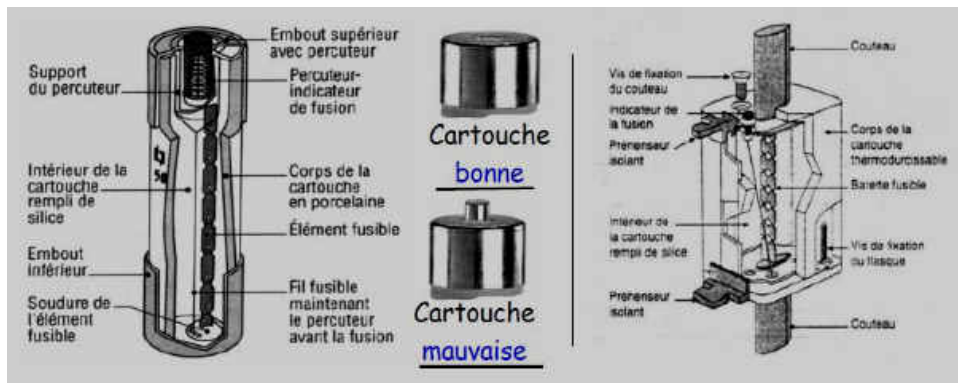 Embout supérieur
avec percuteur
Support
du percuteur
Percuteur-
indicateur
de fusion
Intérieur de la
cartouche
rempli de
silice
Corps de la
cartouche
en porcelaine
Élément fusible
Embout
inférieur
Soudure de
l'élément
fusible
Fil fusible
maintenant
le percuteur
avant la fusion
Cartouche
bonne
Cartouche
mauvaise
Couteau
Vis de fixation
du couteau
Indicateur de
la fusion
Préhenseur
isolant
Corps de la
cartouche
thermodurcissable
Barette fusible
Intérieur de
la cartouche
rempli de silice
Vis de fixation
du flasque
Préhenseur
isolant
Couteau